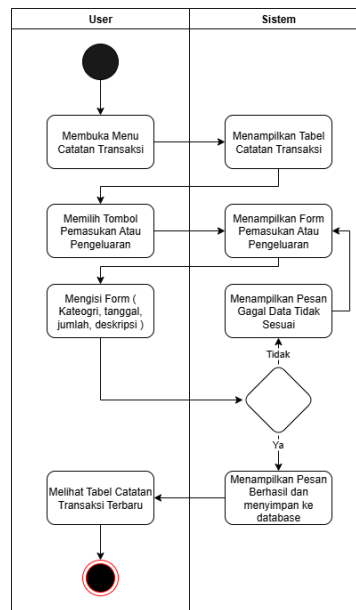 User
Sistem
Membuka Menu
Catatan Transaksi
Menampilkan Tabel
Catatan Transaksi
Memilih Tombol
Pemasukan Atau
Pengeluaran
Menampilkan Form
Pemasukan Atau
Pengeluaran
Mengisi Form (
Kateogri, tanggal,
jumlah, deskripsi )
Menampilkan Pesan
Gagal Data Tidak
Sesuai
Tidak
Ya
Melihat Tabel Catatan
Transaksi Terbaru
Menampilkan Pesan
Berhasil dan
menyimpan ke
database